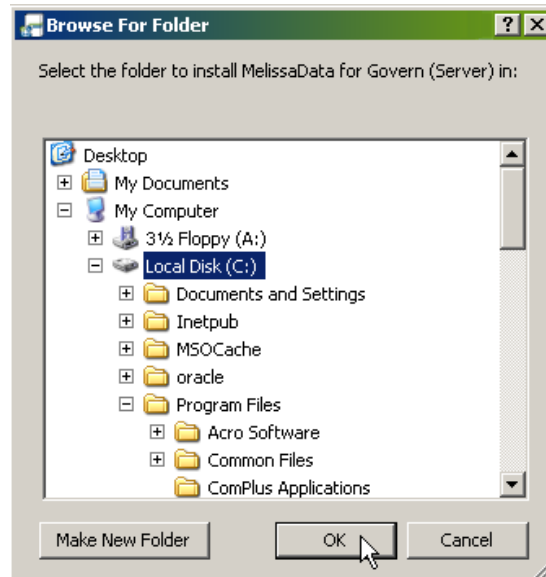 Browse For Folder
Select the folder to install MelissaData for Govern (Server) in:
Desktop
My Documents
My Computer
3½ Floppy (A:)
Local Disk (C:)
Documents and Settings
Inetpub
MSOCache
oracle
Program Files
Acro Software
Common Files
ComPlus Applications
Make New Folder OK Cancel